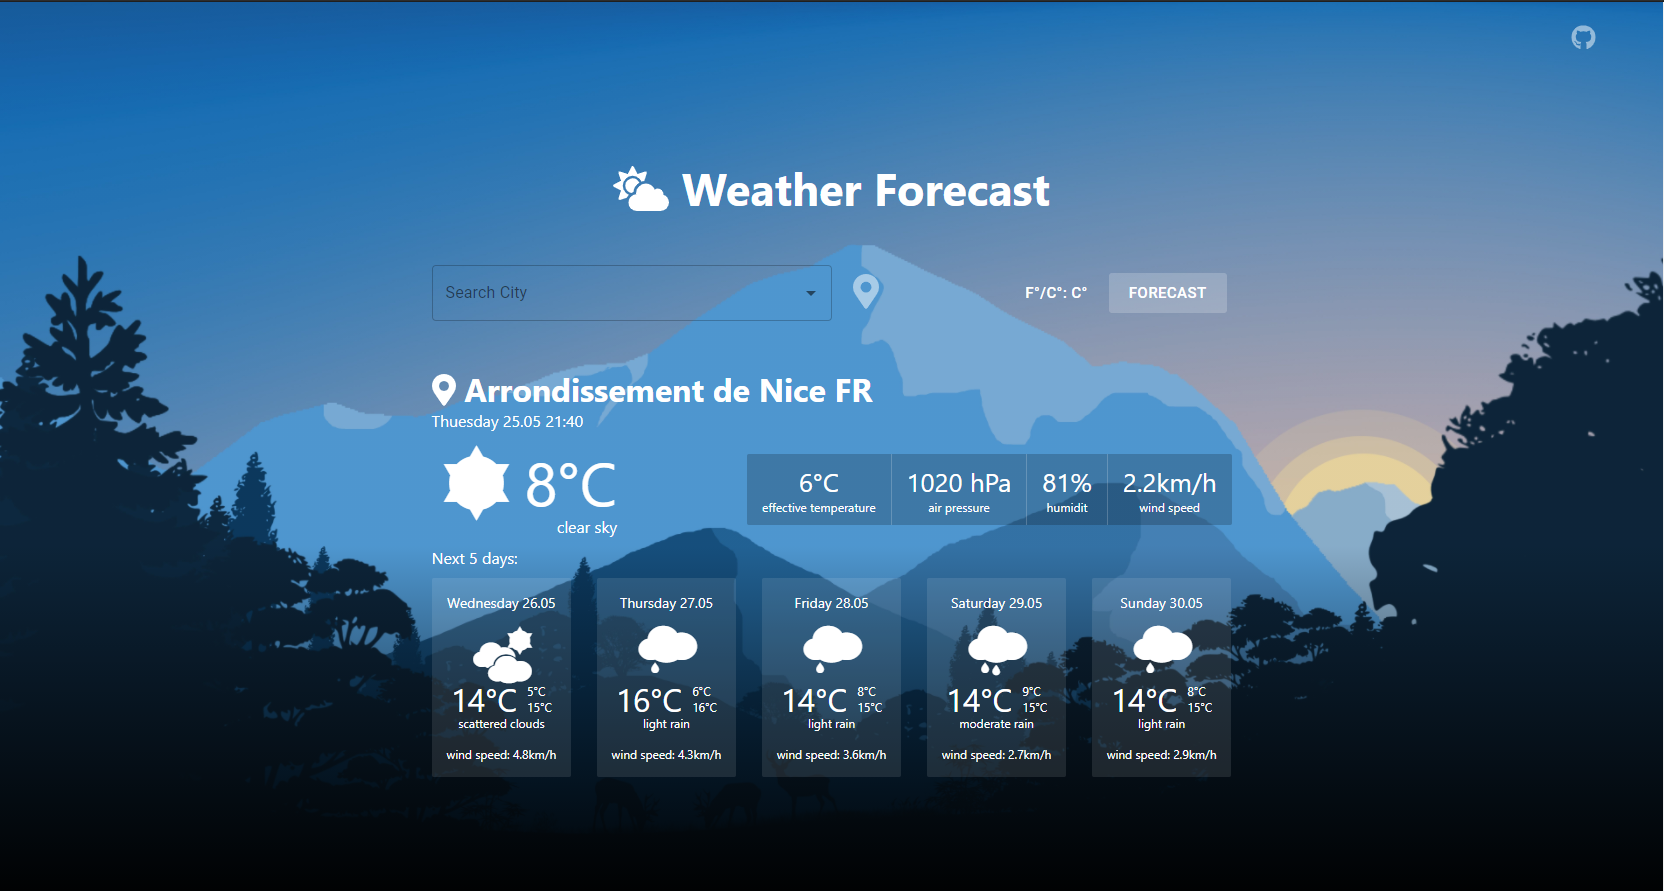 Weather Forecast
Search City
F°/C°: C°
FORECAST
Arrondissement de Nice FR
Thuesday 25.05 21:40
8°C
clear sky
6°C
effective temperature
1020 hPa
air pressure
81%
humidit
2.2km/h
wind speed
Next 5 days:
Wednesday 26.05
14°C
5°C
15°C
scattered clouds
wind speed: 4.8km/h
Thursday 27.05
16°C
6°C
16°C
light rain
wind speed: 4.3km/h
Friday 28.05
14°C
8°C
15°C
light rain
wind speed: 3.6km/h
Saturday 29.05
14°C
9°C
15°C
moderate rain
wind speed: 2.7km/h
Sunday 30.05
14°C
8°C
15°C
light rain
wind speed: 2.9km/h